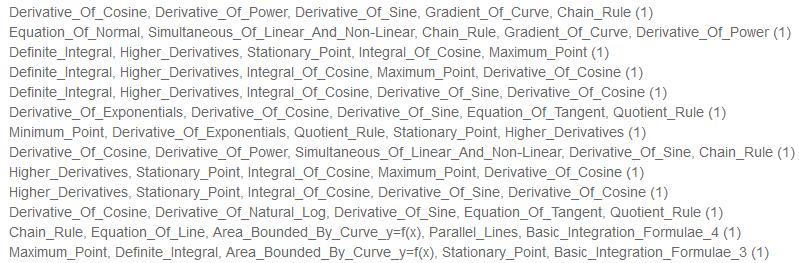 Derivative_Of_Cosine, Derivative_Of_Power, Derivative_Of_Sine, Gradient_Of_Curve, Chain_Rule (1)
Equation_Of_Normal, Simultaneous_Of_Linear_And_Non-Linear, Chain_Rule, Gradient_Of_Curve, Derivative_Of_Power (1)
Definite_Integral, Higher_Derivatives, Stationary_Point, Integral_Of_Cosine, Maximum_Point (1)
Definite_Integral, Higher_Derivatives, Integral_Of_Cosine, Maximum_Point, Derivative_Of_Cosine (1)
Definite_Integral, Higher_Derivatives, Integral_Of_Cosine, Derivative_Of_Sine, Derivative_Of_Cosine (1)
Derivative_Of_Exponentials, Derivative_Of_Cosine, Derivative_Of_Sine, Equation_Of_Tangent, Quotient_Rule (1)
Minimum_Point, Derivative_Of_Exponentials, Quotient_Rule, Stationary_Point, Higher_Derivatives (1)
Derivative_Of_Cosine, Derivative_Of_Power, Simultaneous_Of_Linear_And_Non-Linear, Derivative_Of_Sine, Chain_Rule (1)
Higher_Derivatives, Stationary_Point, Integral_Of_Cosine, Maximum_Point, Derivative_Of_Cosine (1)
Higher_Derivatives, Stationary_Point, Integral_Of_Cosine, Derivative_Of_Sine, Derivative_Of_Cosine (1)
Derivative_Of_Cosine, Derivative_Of_Natural_Log, Derivative_Of_Sine, Equation_Of_Tangent, Quotient_Rule (1)
Chain_Rule, Equation_Of_Line, Area_Bounded_By_Curve_y=f(x), Parallel_Lines, Basic_Integration_Formulae_4 (1)
Maximum_Point, Definite_Integral, Area_Bounded_By_Curve_y=f(x), Stationary_Point, Basic_Integration_Formulae_3 (1)